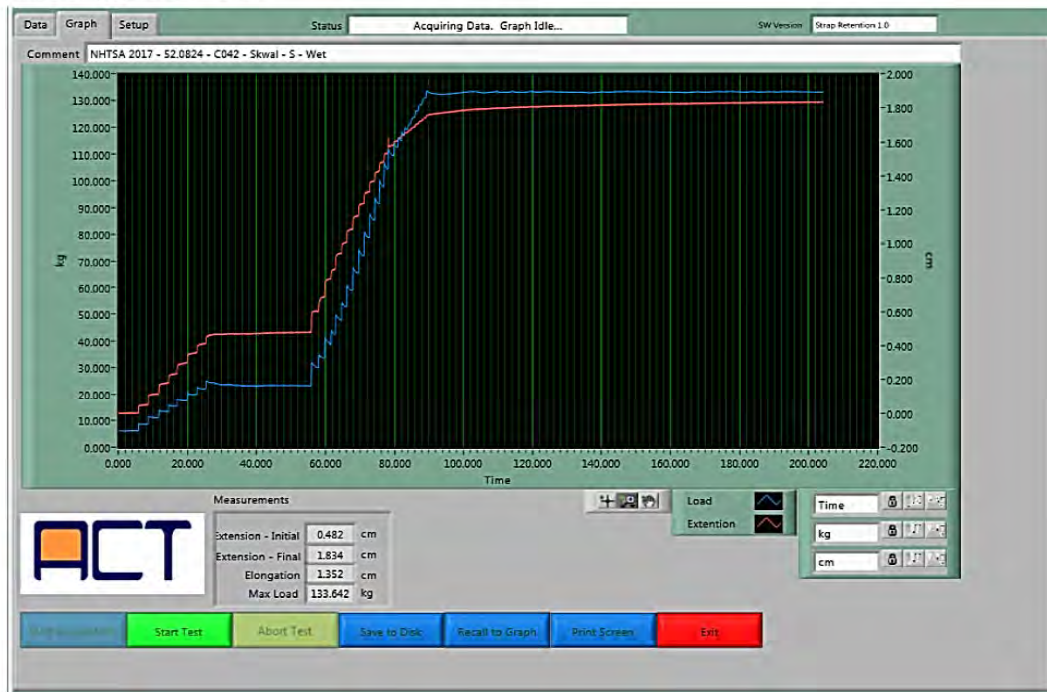 Data Graph Setup Status Acquiring Data. Graph Idle... SW Version Strap Retention 1.0
Comment NHTSA 2017 - S2.0824 - C042 - Skwal - S - Wet
140.000 2.000
130.000 1.800
120.000 1.600
110.000 1.400
100.000 1.200
90.000 1.000
80.000 0.800
70.000 0.600
60.000 0.400
50.000 0.200
40.000 0.000
30.000 -0.200
20.000
10.000
0.000
kg cm
0.000 20.000 40.000 60.000 80.000 100.000 120.000 140.000 160.000 180.000 200.000 220.000
Time
Measurements
Extension - Initial 0.482 cm
Extension - Final 1.834 cm
Elongation 1.352 cm
Max Load 133.642 kg
Load
Extention
Time
kg
cm
ACT
Start Test Abort Test Save to Disk Recall to Graph Print Screen Exit